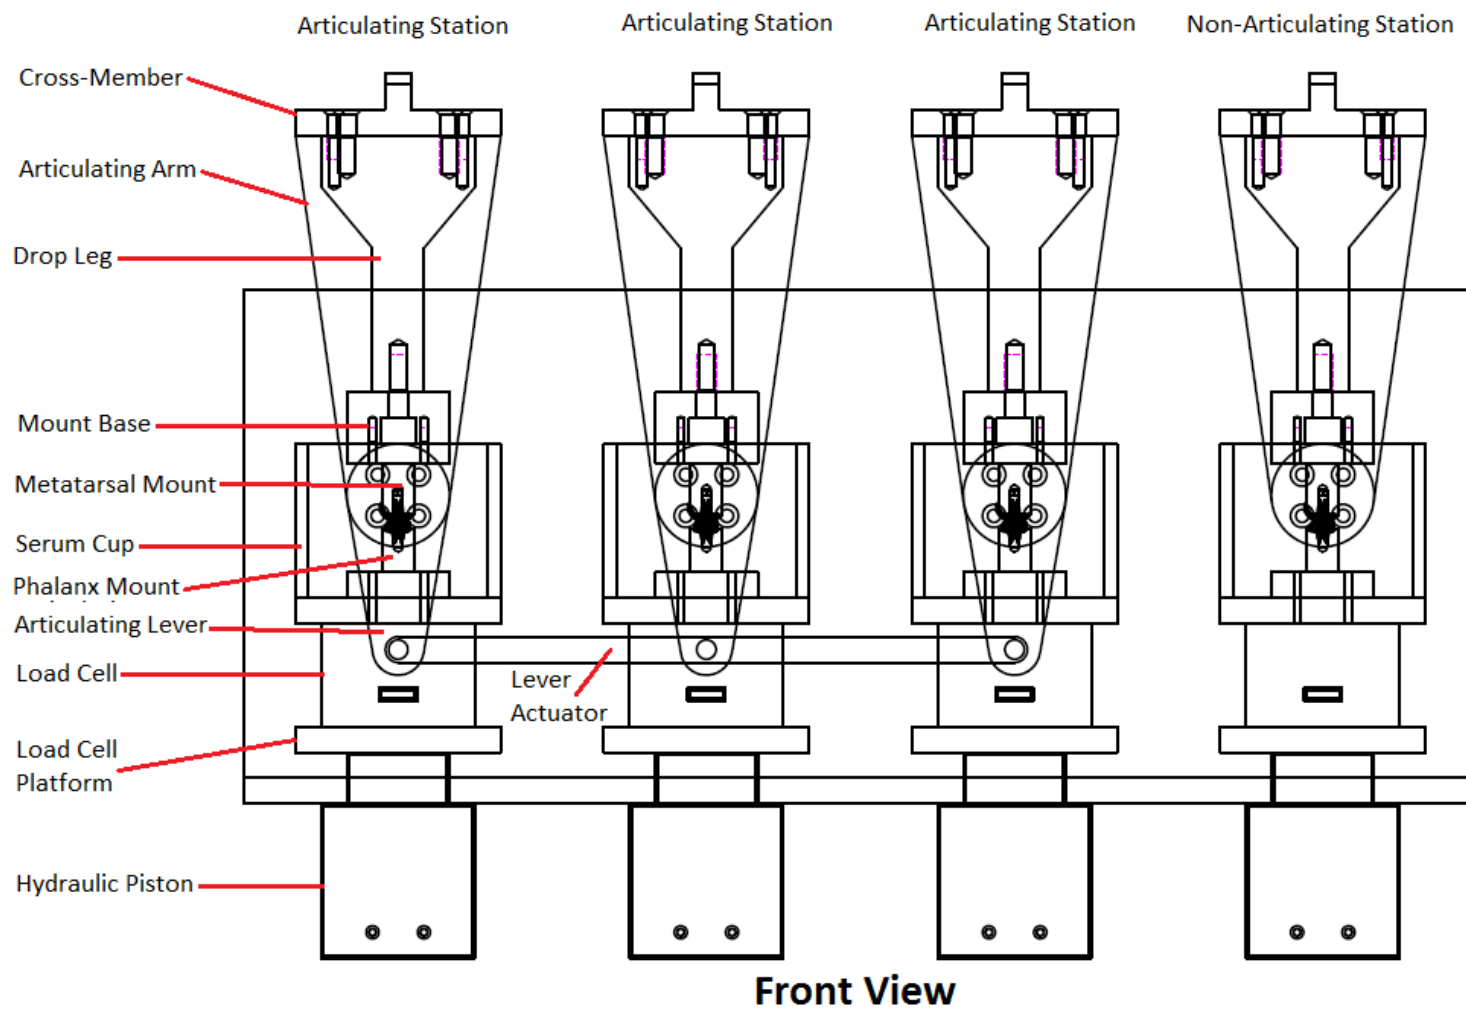 Articulating Station
Articulating Station
Articulating Station
Non-Articulating Station
Cross-Member
Articulating Arm
Drop Leg
Mount Base
Metatarsal Mount
Serum Cup
Phalanx Mount
Articulating Lever
Load Cell
Lever
Actuator
Load Cell
Platform
Hydraulic Piston
Front View